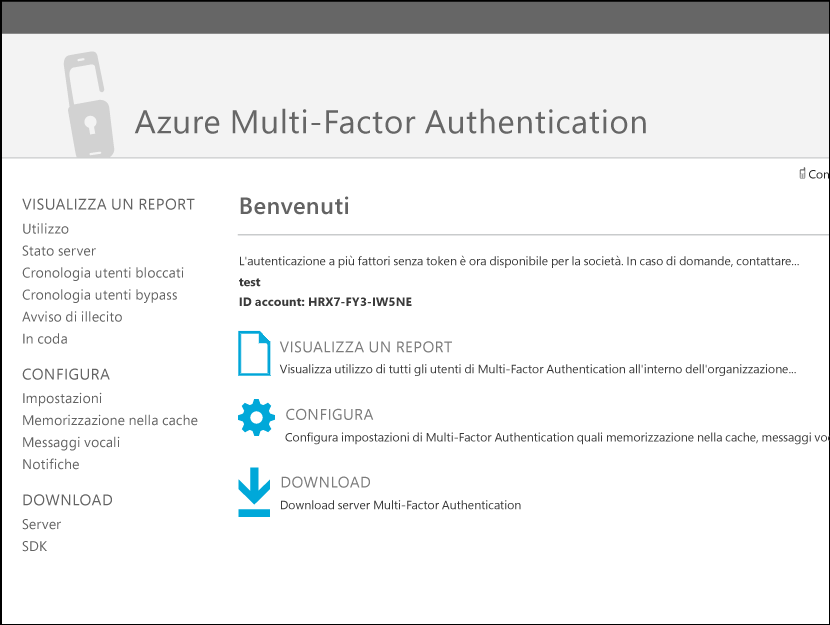 Azure Multi-Factor Authentication
Con
VISUALIZZA UN REPORT
Utilizzo
Stato server
Cronologia utenti bloccati
Cronologia utenti bypass
Avviso di illecito
In coda
CONFIGURA
Impostazioni
Memorizzazione nella cache
Messaggi vocali
Notifiche
DOWNLOAD
Server
SDK
Benvenuti
L'autenticazione a più fattori senza token è ora disponibile per la società. In caso di domande, contattare...
test
ID account: HRX7-FY3-IW5NE
VISUALIZZA UN REPORT
Visualizza utilizzo di tutti gli utenti di Multi-Factor Authentication all'interno dell'organizzazione...
CONFIGURA
Configura impostazioni di Multi-Factor Authentication quali memorizzazione nella cache, messaggi vo
DOWNLOAD
Download server Multi-Factor Authentication